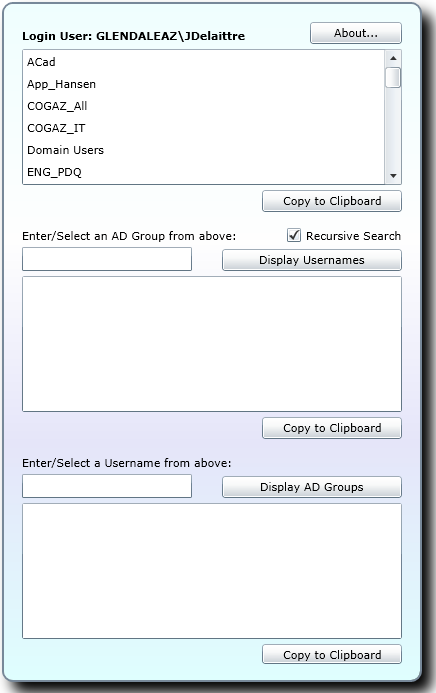 Login User: GLENDALEAZ\JDelaittre
About...
ACad
App_Hansen
COGAZ_All
COGAZ_IT
Domain Users
ENG_PDQ
Copy to Clipboard
Enter/Select an AD Group from above:
Recursive Search
Display Usernames
Copy to Clipboard
Enter/Select a Username from above:
Display AD Groups
Copy to Clipboard